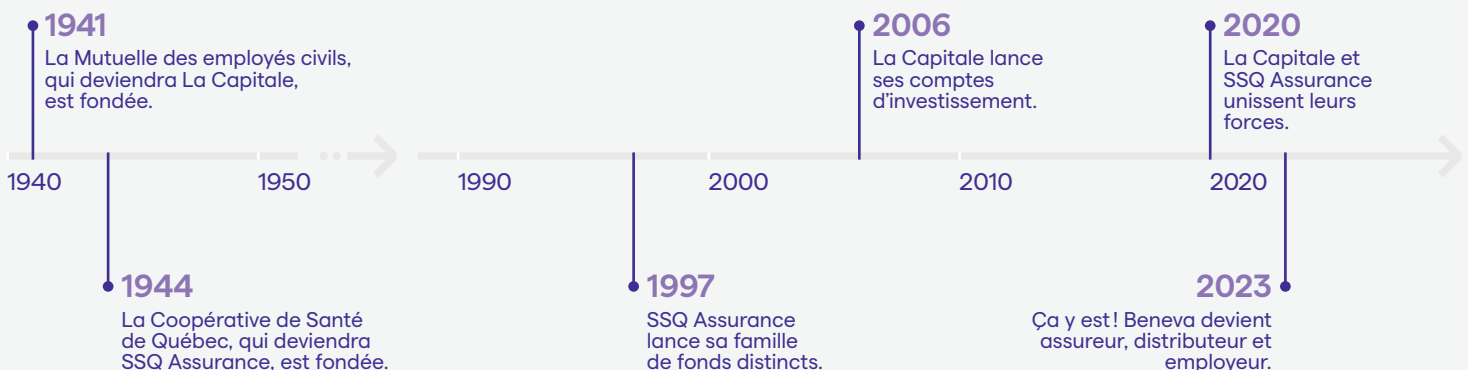 1941
La Mutuelle des employés civils,
qui deviendra La Capitale,
est fondée.
2006
La Capitale lance
ses comptes
d'investissement.
2020
La Capitale et
SSQ Assurance
unissent leurs
forces.
1940
1950
1990
2000
2010
2020
1944
La Coopérative de Santé
de Québec, qui deviendra
SSQ Assurance, est fondée.
1997
SSQ Assurance
lance sa famille
de fonds distincts.
2023
Ça y est ! Beneva devient
assureur, distributeur et
employeur.